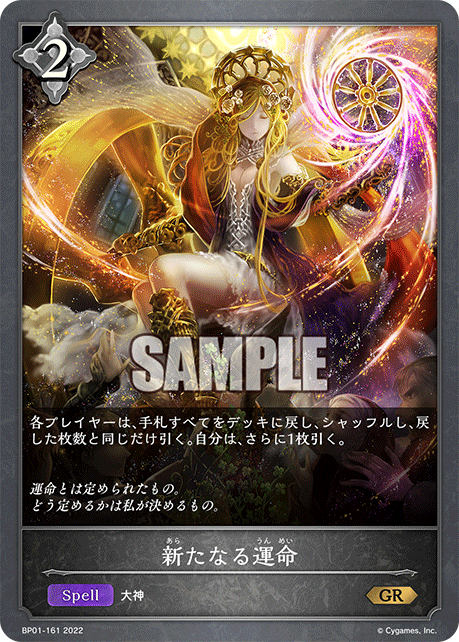 2
SAMPLE
各プレイヤーは、手札すべてをデッキに戻し、シャッフルし、戻
した枚数と同じだけ引く。自分は、さらに1枚引く。
運命とは定められたもの。
どう定めるかは私が決めるもの。
あら うんめい
新たなる運命
Spell 大神 GR
BP01-161 2022 © Cygames, Inc.